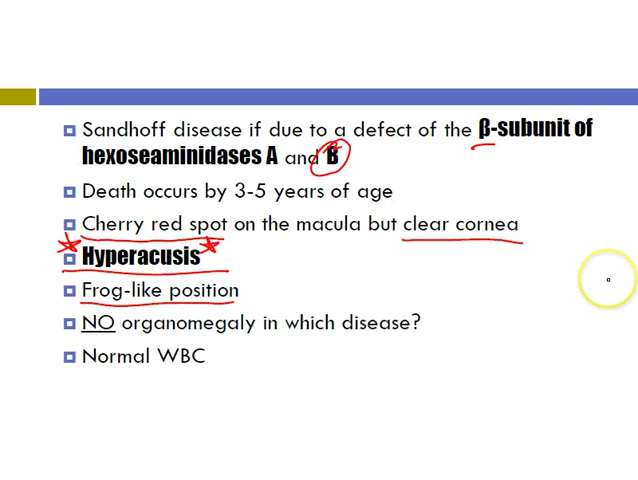 Sandhoff disease if due to a defect of the β-subunit of
hexoseaminidases A and B
Death occurs by 3-5 years of age
Cherry red spot on the macula but clear cornea
Hyperacusis
Frog-like position
NO organomegaly in which disease?
Normal WBC